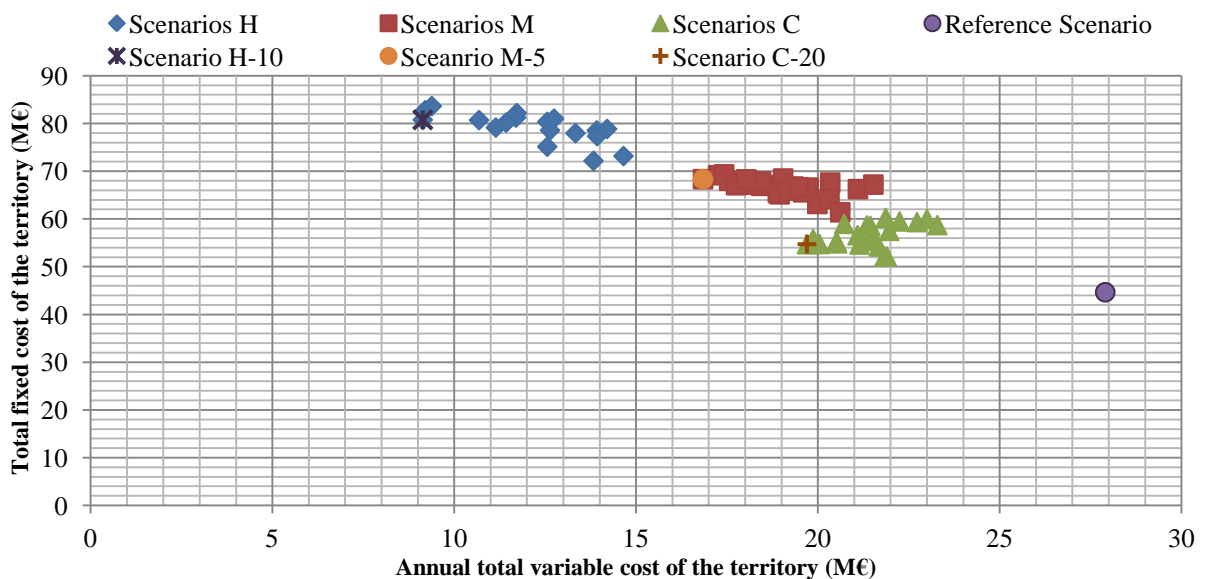 Scenarios H Scenarios M Scenarios C Reference Scenario
Scenario H-10 Sceanrio M-5 Scenario C-20
90
80
70
60
50
40
30
20
10
0
Total fixed cost of the territory (M€)
0 5 10 15 20 25 30
Annual total variable cost of the territory (M€)